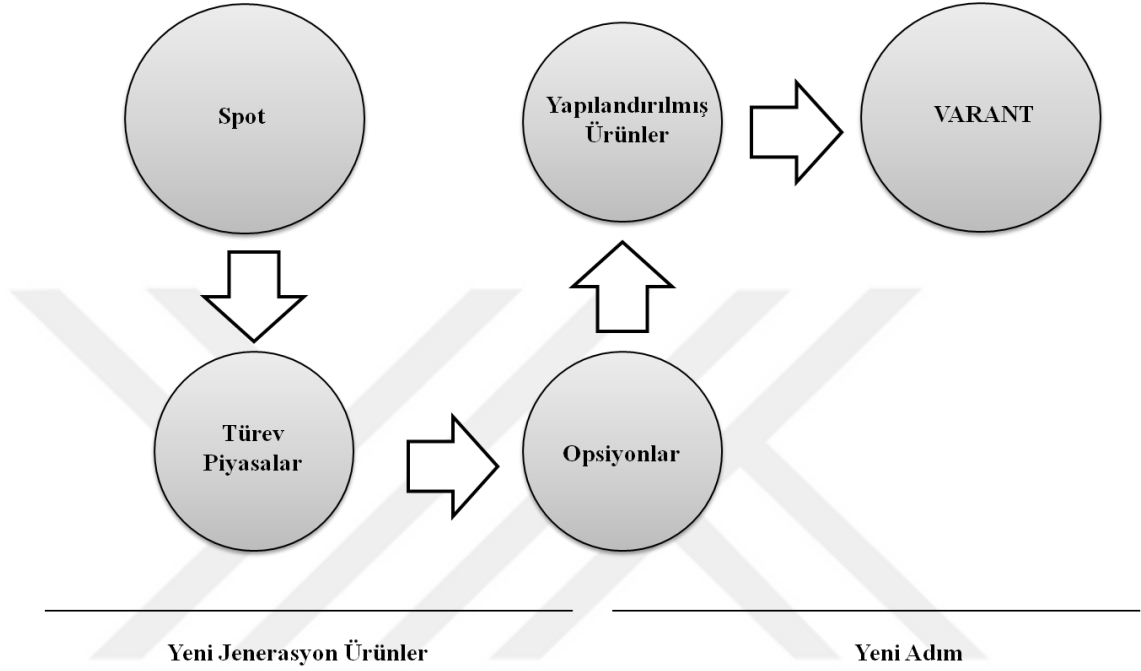 Spot
Yapılandırılmış
Ürünler
VARANT
Türev
Piyasalar
Opsiyonlar
Yeni Jenerasyon Ürünler
Yeni Adım